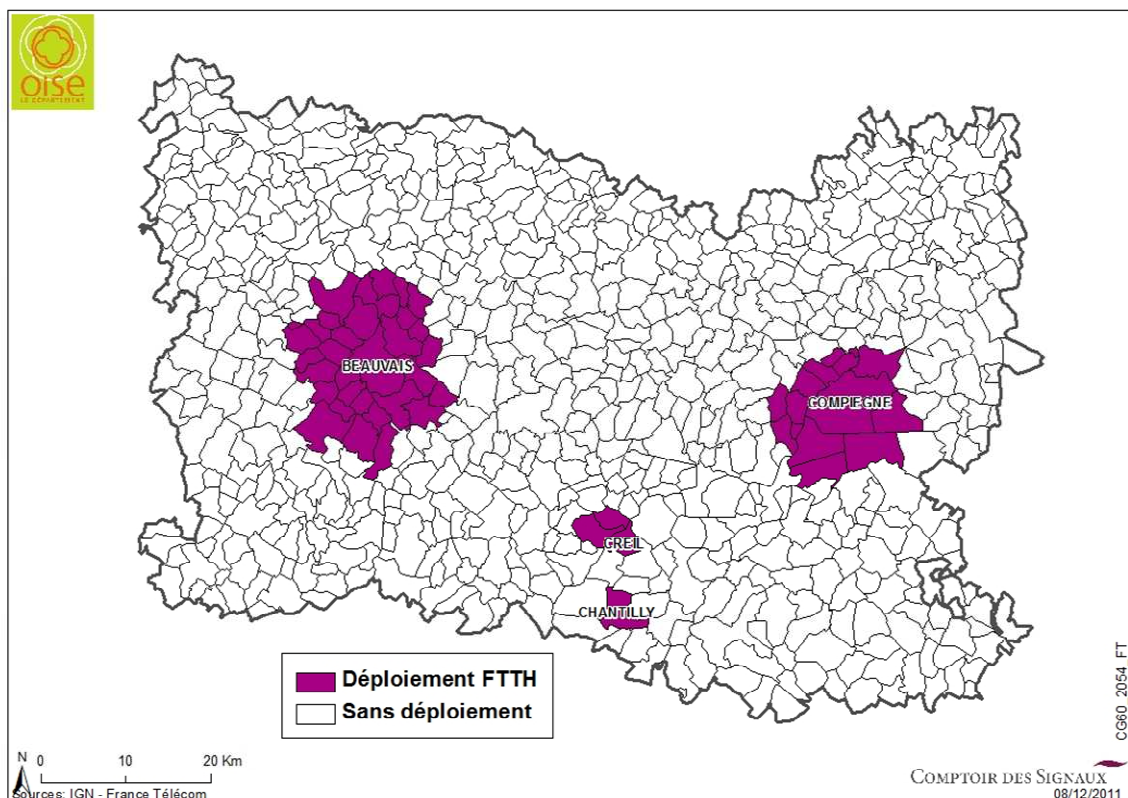 oise
LE DÉPARTEMENT
BEAUVAIS
COMPIEGNE
CREIL
CHANTILLY
Déploiement FTTH
Sans déploiement
N
0 10 20 Km
Sources: IGN - France Télécom
CG60_2054_FT
COMPTOIR DES SIGNAUX
08/12/2011